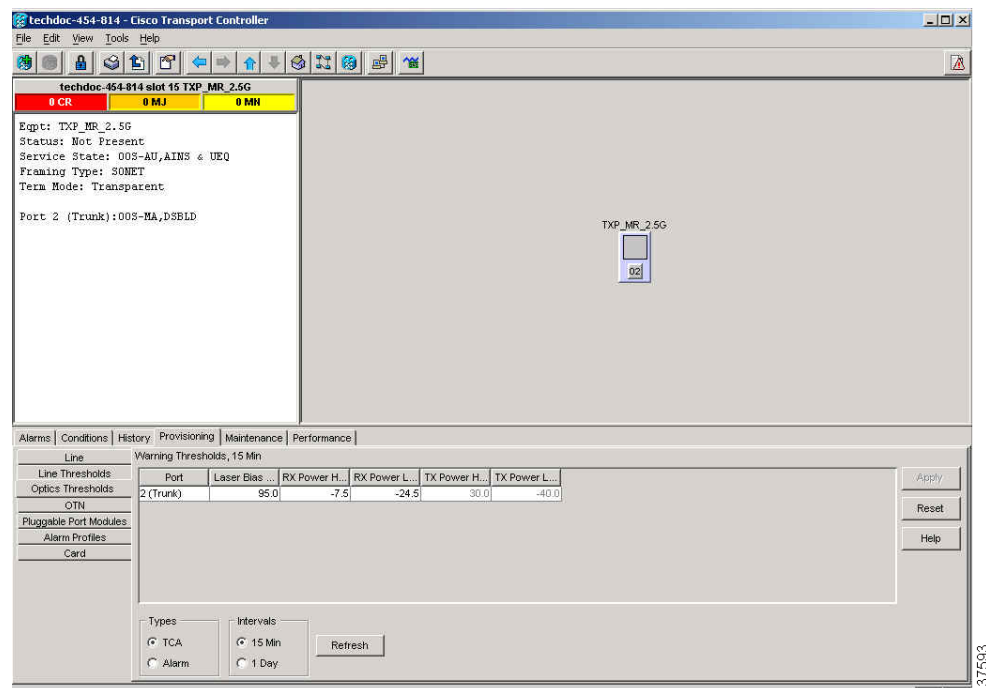 techdoc-454-814 - Cisco Transport Controller
File Edit View Tools Help
techdoc-454-814 slot 15 TXP_MR_2.5G
0 CR 0 MJ 0 MN
Eqpt: TXP_MR_2.5G
Status: Not Present
Service State: OOS-AU,AINS & UEQ
Framing Type: SONET
Term Mode: Transparent
Port 2 (Trunk):OOS-MA,DSBLD
TXP_MR_2.5G
02
Alarms Conditions History Provisioning Maintenance Performance
Line
Line Thresholds
Optics Thresholds
OTN
Pluggable Port Modules
Alarm Profiles
Card
Warning Thresholds, 15 Min
Port Laser Bias ... RX Power H... RX Power L... TX Power H... TX Power L...
2 (Trunk) 95.0 -7.5 -24.5 30.0 -40.0
Apply
Reset
Help
Types
TCA
Alarm
Intervals
15 Min
1 Day
Refresh
37593